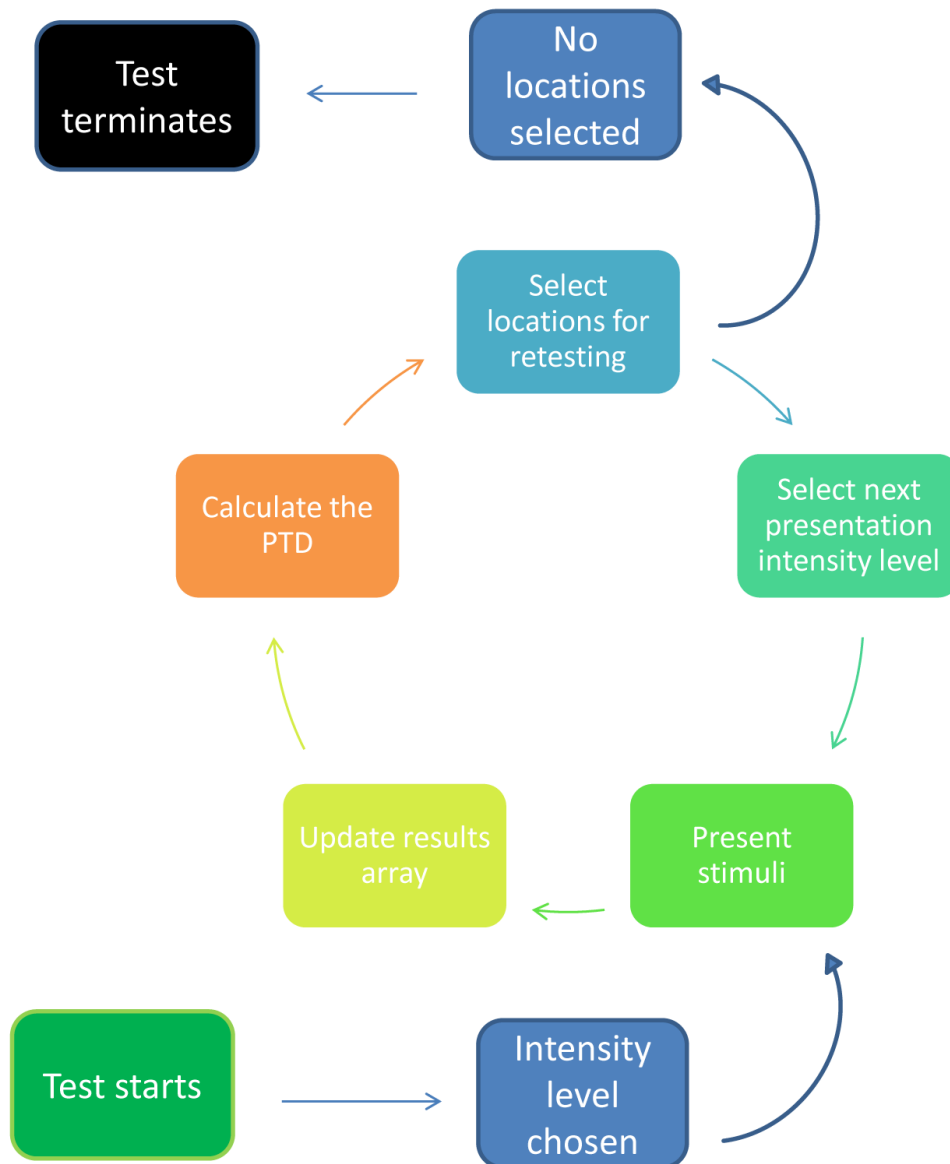 Test
terminates
No
locations
selected
Select
locations for
retesting
Calculate the
PTD
Select next
presentation
intensity level
Update results
array
Present
stimuli
Test starts
Intensity
level
chosen